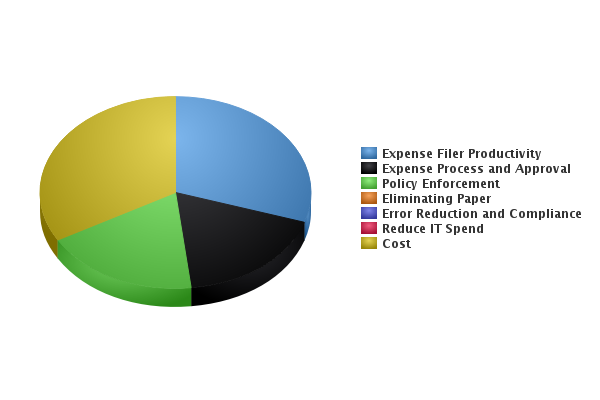 Expense Filer Productivity
Expense Process and Approval
Policy Enforcement
Eliminating Paper
Error Reduction and Compliance
Reduce IT Spend
Cost